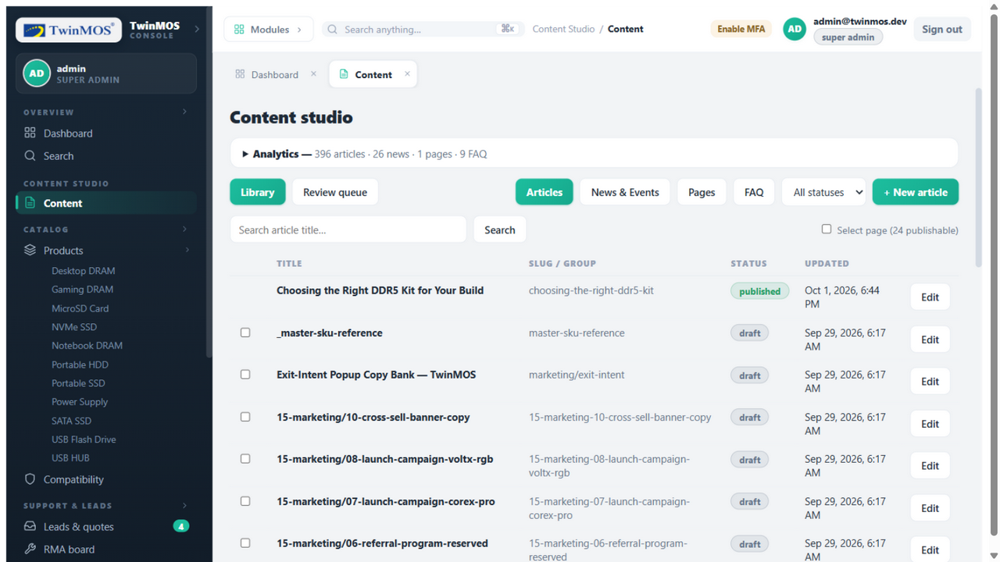 TwinMOS®
TwinMOS
CONSOLE
AD
admin
SUPER ADMIN
OVERVIEW
Dashboard
Search
CONTENT STUDIO
Content
CATALOG
Products
Desktop DRAM
Gaming DRAM
MicroSD Card
NVMe SSD
Notebook DRAM
Portable HDD
Portable SSD
Power Supply
SATA SSD
USB Flash Drive
USB HUB
Compatibility
SUPPORT & LEADS
Leads & quotes 4
RMA board
Modules
Search anything... ⌘K
Content Studio / Content
Enable MFA
AD
admin@twinmos.dev
super admin
Sign out
Dashboard ×
Content ×
Content studio
Analytics — 396 articles · 26 news · 1 pages · 9 FAQ
Library Review queue
Articles News & Events Pages FAQ All statuses + New article
Search article title... Search
Select page (24 publishable)
TITLE SLUG / GROUP STATUS UPDATED
Choosing the Right DDR5 Kit for Your Build choosing-the-right-ddr5-kit published Oct 1, 2026, 6:44 PM Edit
_master-sku-reference master-sku-reference draft Sep 29, 2026, 6:17 AM Edit
Exit-Intent Popup Copy Bank — TwinMOS marketing/exit-intent draft Sep 29, 2026, 6:17 AM Edit
15-marketing/10-cross-sell-banner-copy 15-marketing-10-cross-sell-banner-copy draft Sep 29, 2026, 6:17 AM Edit
15-marketing/08-launch-campaign-voltx-rgb 15-marketing-08-launch-campaign-voltx-rgb draft Sep 29, 2026, 6:17 AM Edit
15-marketing/07-launch-campaign-corex-pro 15-marketing-07-launch-campaign-corex-pro draft Sep 29, 2026, 6:17 AM Edit
15-marketing/06-referral-program-reserved 15-marketing-06-referral-program-reserved draft Sep 29, 2026, 6:17 AM Edit